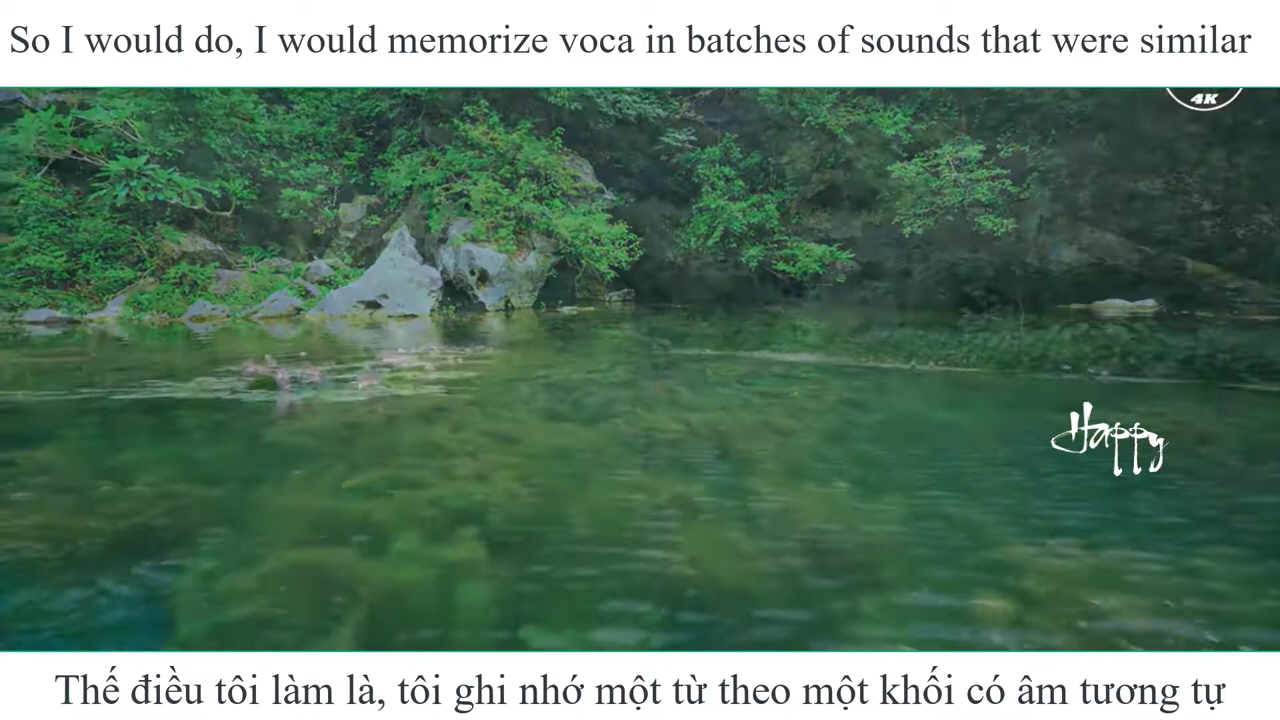 So I would do, I would memorize voca in batches of sounds that were similar
4K
Happy
Thế điều tôi làm là, tôi ghi nhớ một từ theo một khối có âm tương tự